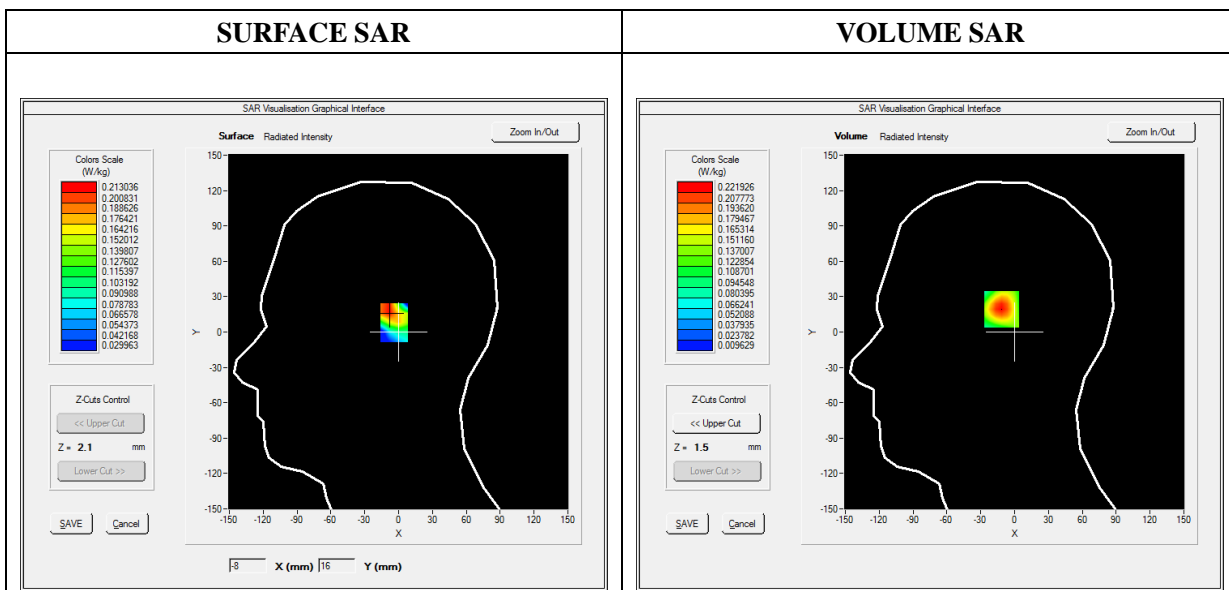 SURFACE SAR
VOLUME SAR
SAR Visualisation Graphical Interface
Surface Radiated Intensity
Zoom In/Out
Colors Scale
(W/kg)
0.213036
0.200831
0.188626
0.176421
0.164216
0.152012
0.139807
0.127602
0.115397
0.103192
0.090988
0.078783
0.066578
0.054373
0.042168
0.029963
Z-Cuts Control
<< Upper Cut
Z = 2.1 mm
Lower Cut >>
SAVE
Cancel
150
120
90
60
30
0
-30
-60
-90
-120
-150
Y
-150 -120 -90 -60 -30 0 30 60 90 120 150
X
-8 X (mm) 16 Y (mm)
SAR Visualisation Graphical Interface
Volume Radiated Intensity
Zoom In/Out
Colors Scale
(W/kg)
0.221926
0.207773
0.193620
0.179467
0.165314
0.151160
0.137007
0.122854
0.108701
0.094548
0.080395
0.066241
0.052088
0.037935
0.023782
0.009629
Z-Cuts Control
<< Upper Cut
Z = 1.5 mm
Lower Cut >>
SAVE
Cancel
150
120
90
60
30
0
-30
-60
-90
-120
-150
Y
-150 -120 -90 -60 -30 0 30 60 90 120 150
X